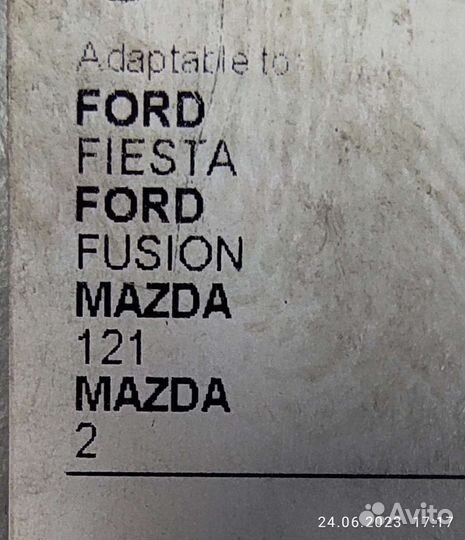 Adaptable to
FORD
FIESTA
FORD
FUSION
MAZDA
121
MAZDA
2
24.06.2023 17:17
Avito